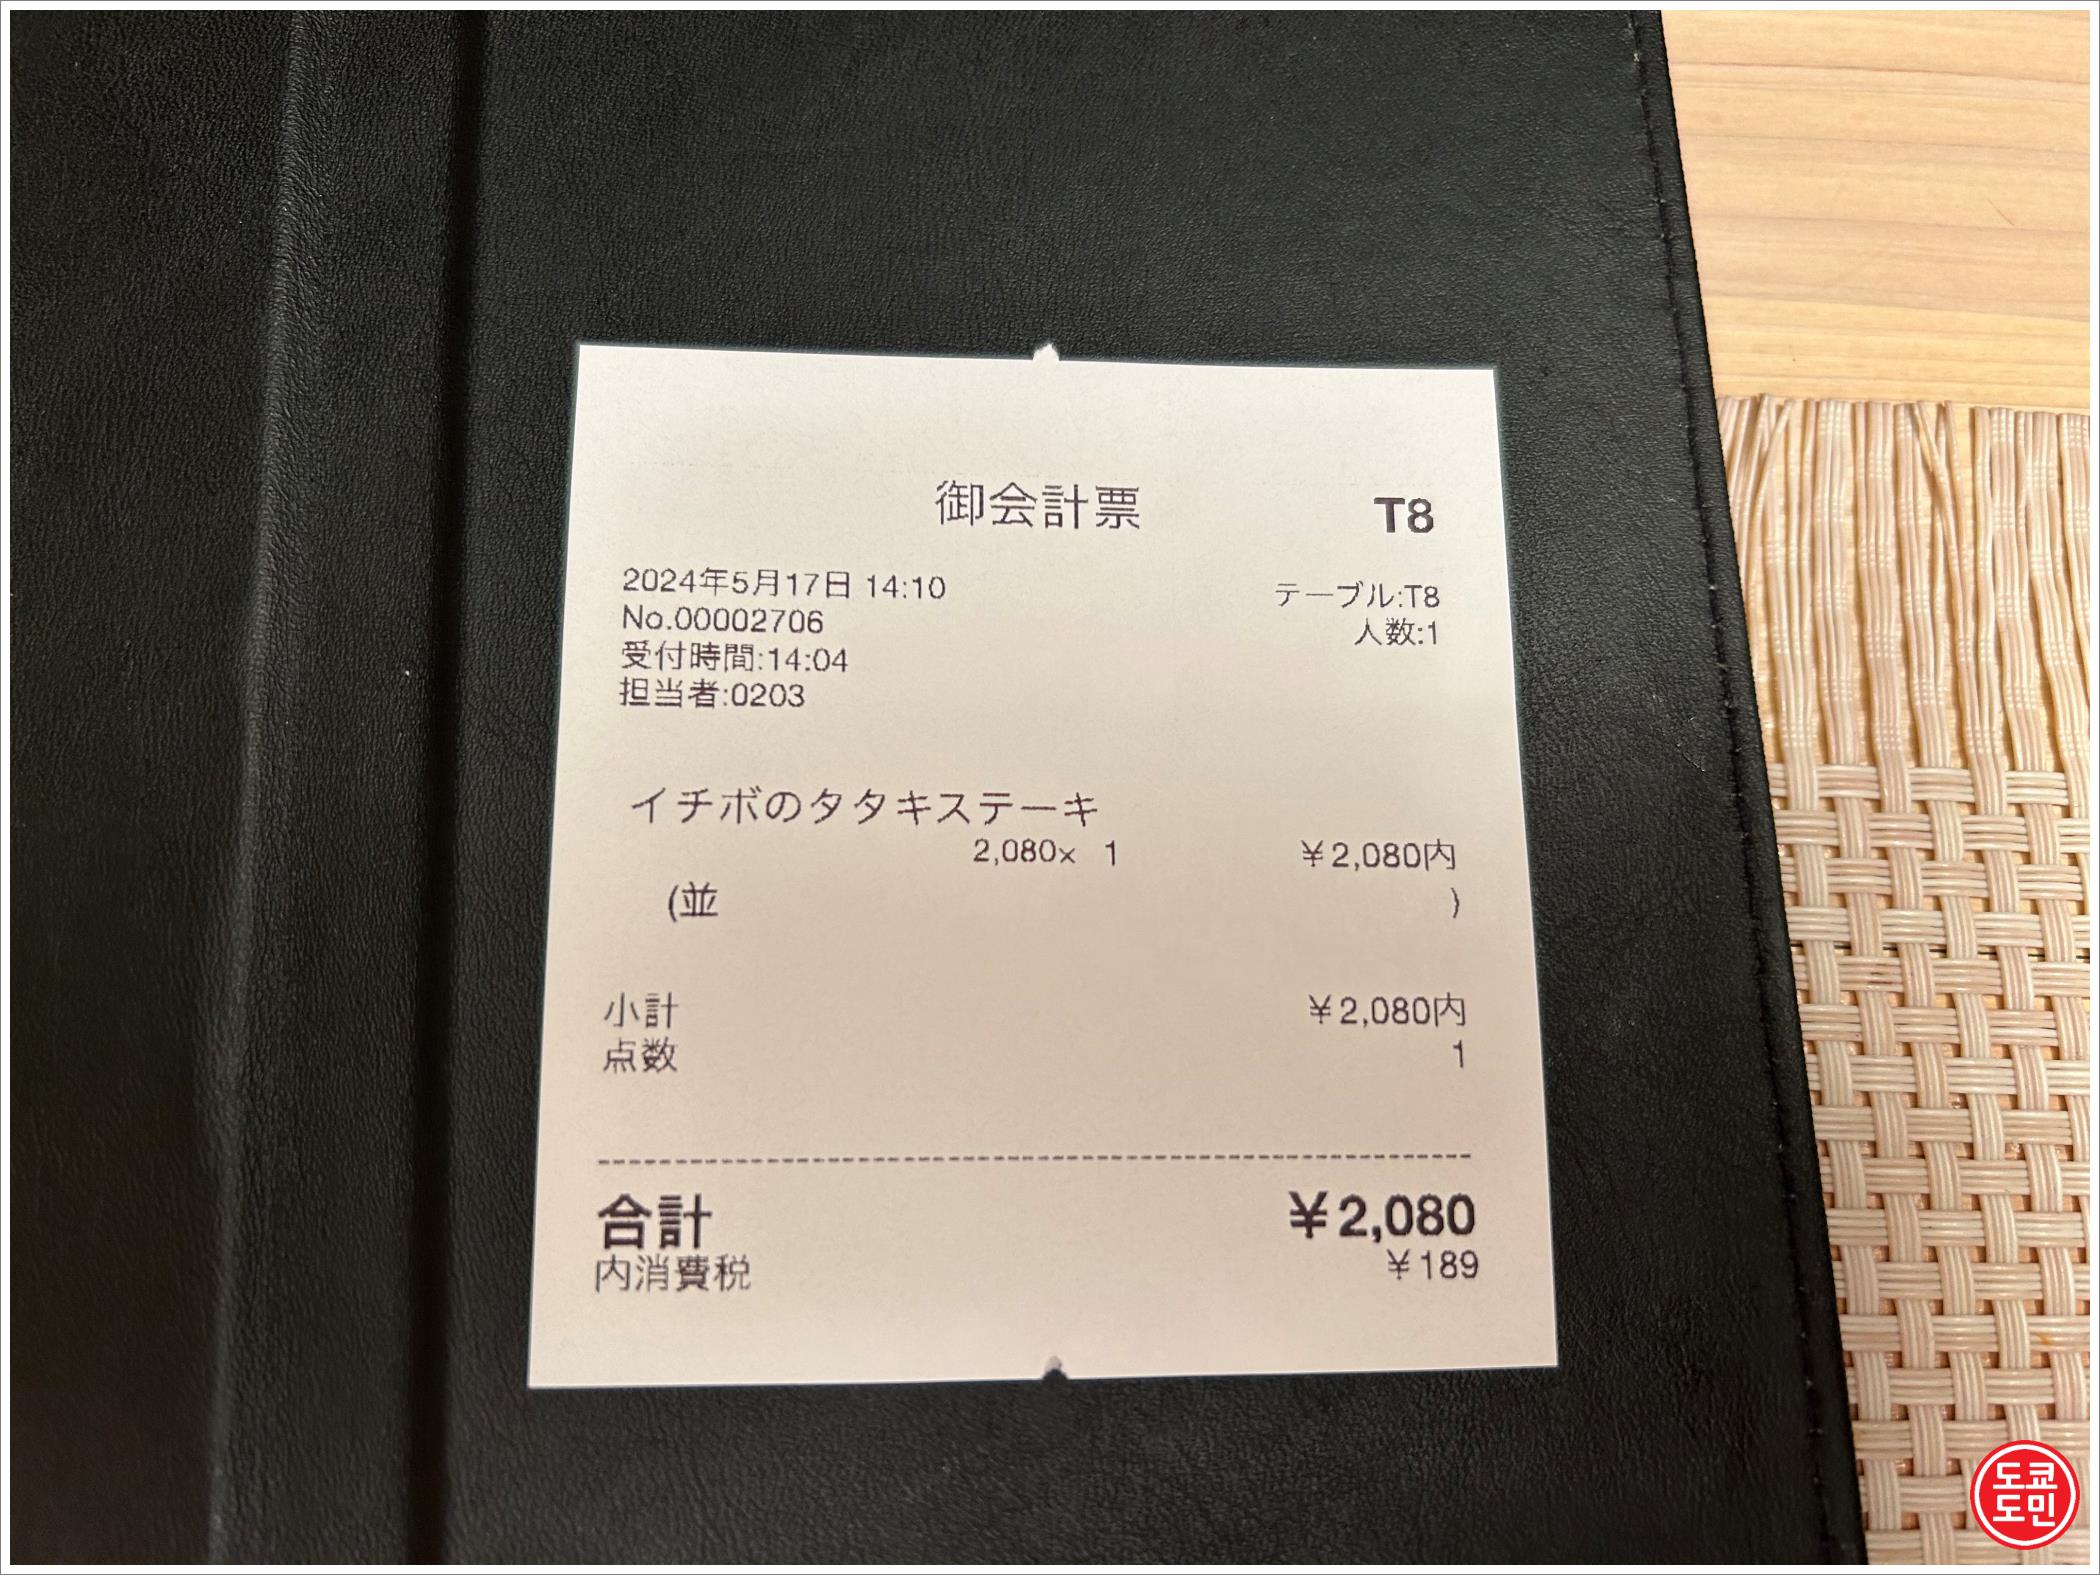 御会計票
T8
2024年5月17日 14:10
テーブル:T8
No.00002706
人数:1
受付時間:14:04
担当者:0203
イチボのタタキステーキ
2,080× 1 ¥2,080内
(並 )
小計 ¥2,080内
点数 1
合計 ¥2,080
内消費税 ¥189
도쿄
도민